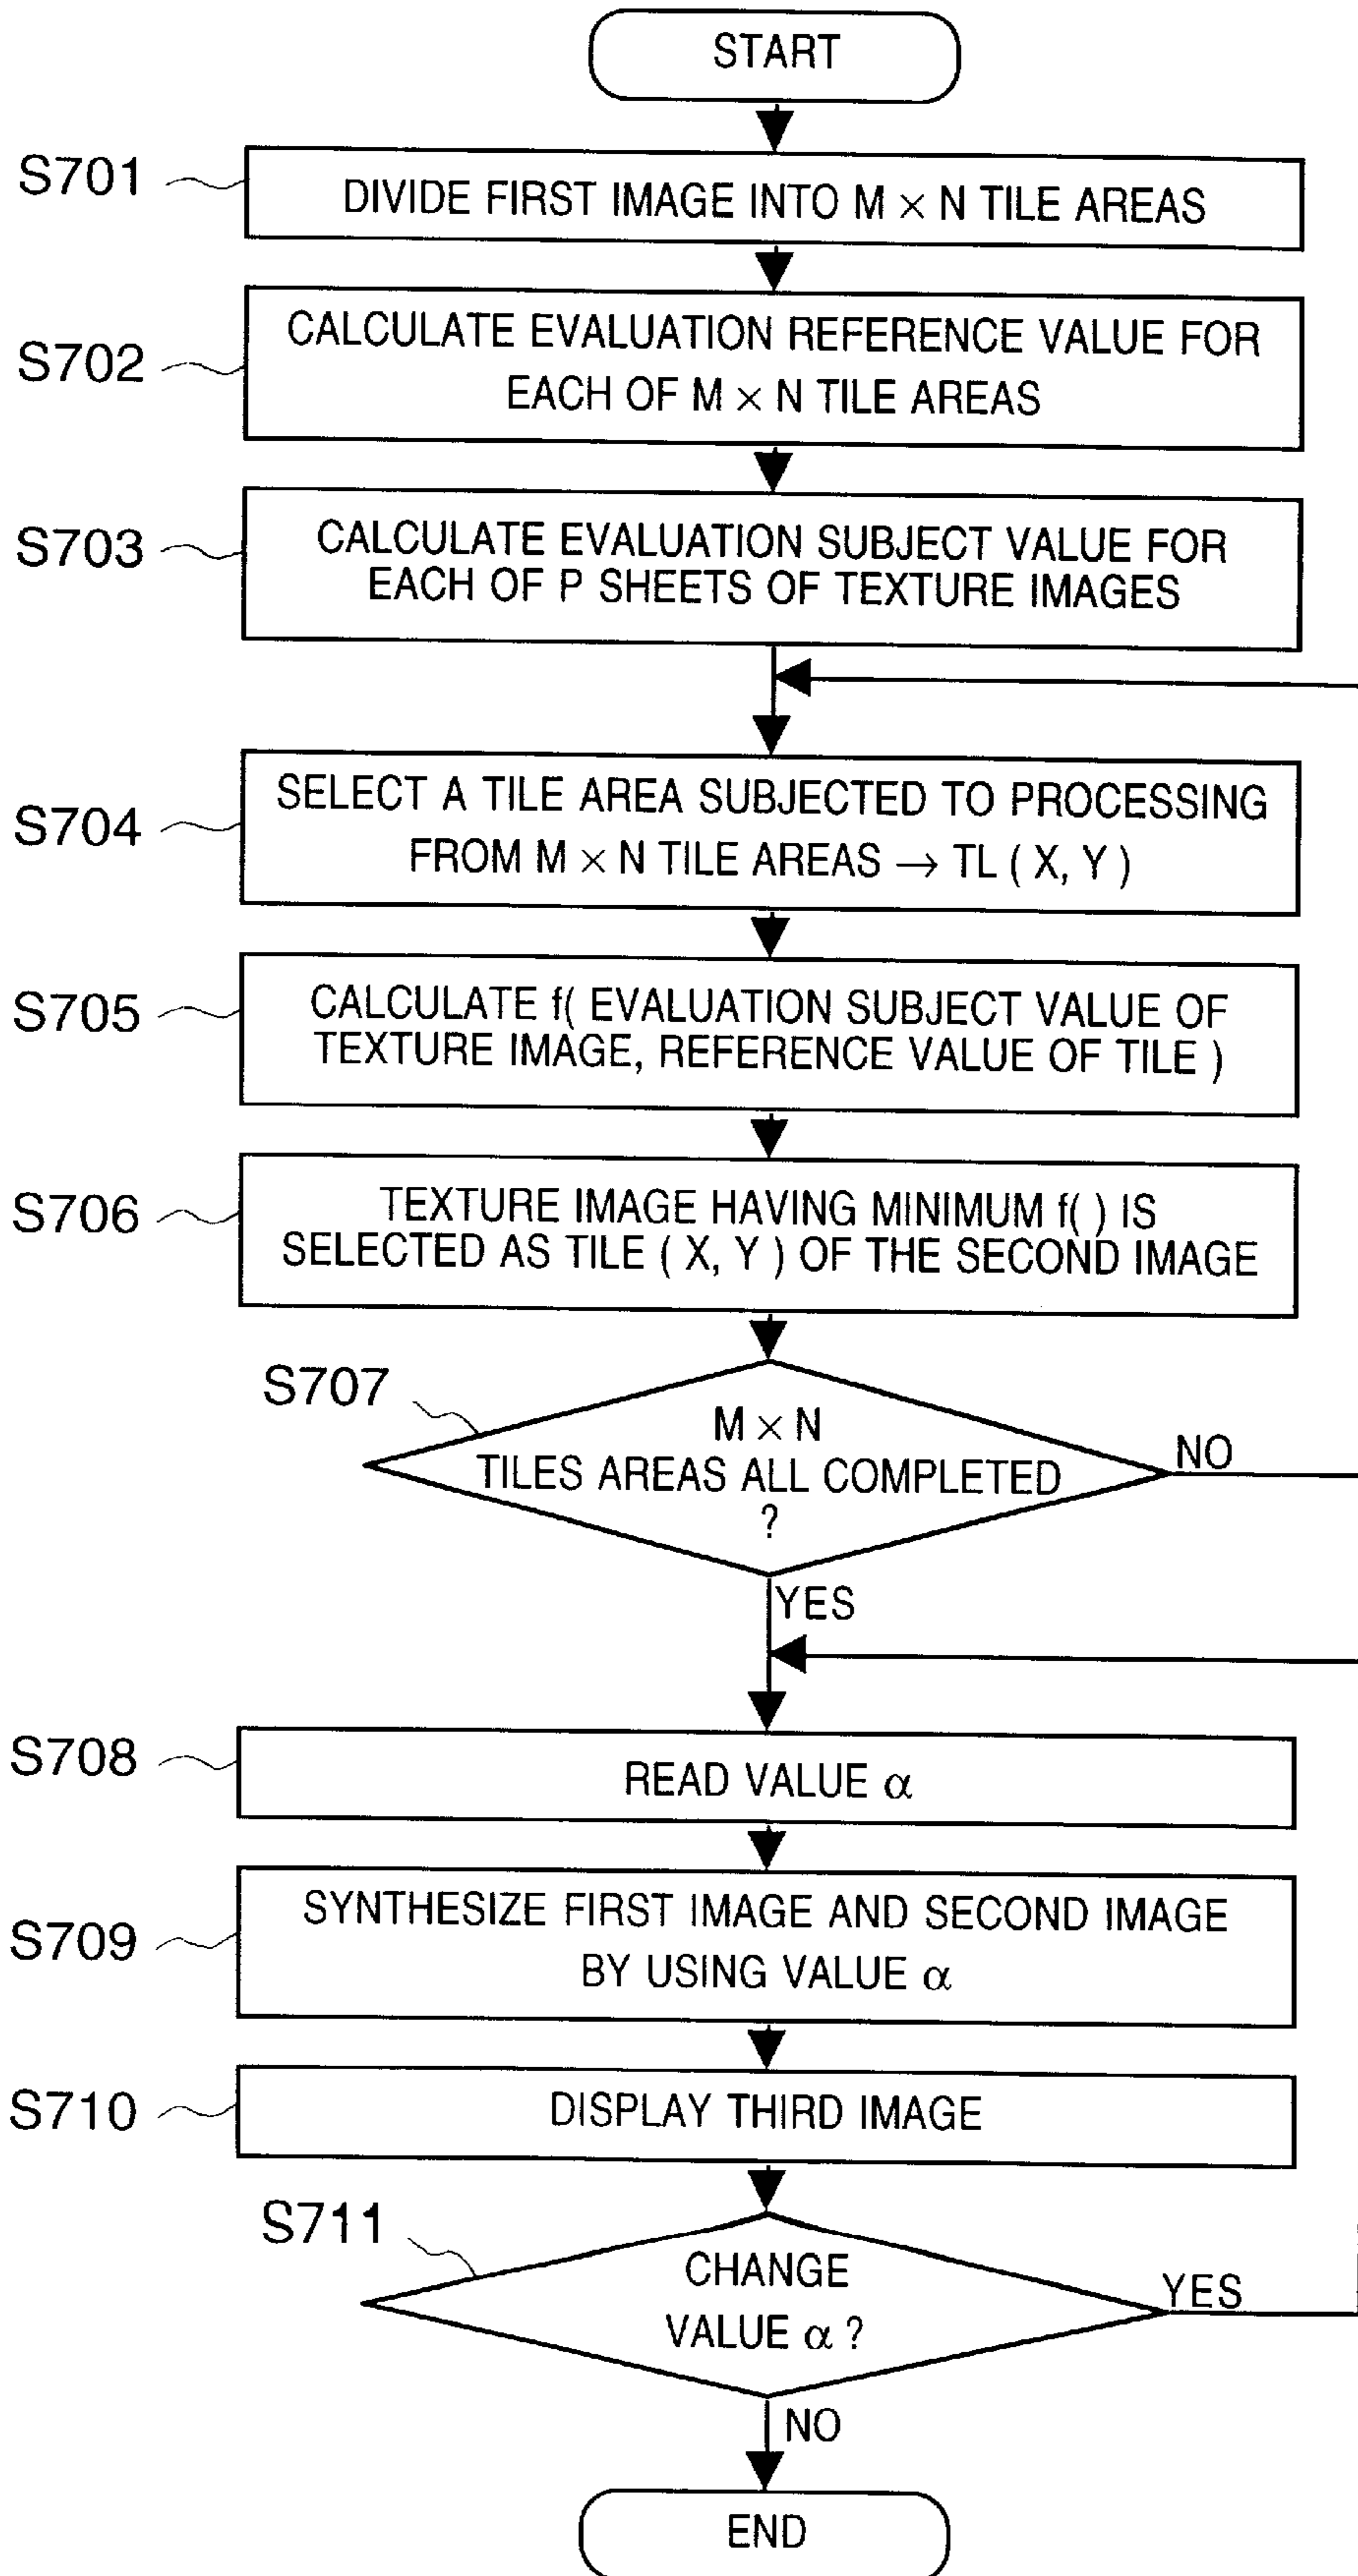 START
S701
DIVIDE FIRST IMAGE INTO M × N TILE AREAS
S702
CALCULATE EVALUATION REFERENCE VALUE FOR
EACH OF M × N TILE AREAS
S703
CALCULATE EVALUATION SUBJECT VALUE FOR
EACH OF P SHEETS OF TEXTURE IMAGES
S704
SELECT A TILE AREA SUBJECTED TO PROCESSING
FROM M × N TILE AREAS → TL ( X, Y )
S705
CALCULATE f( EVALUATION SUBJECT VALUE OF
TEXTURE IMAGE, REFERENCE VALUE OF TILE )
S706
TEXTURE IMAGE HAVING MINIMUM f( ) IS
SELECTED AS TILE ( X, Y ) OF THE SECOND IMAGE
S707
M × N
TILES AREAS ALL COMPLETED
?
NO
YES
S708
READ VALUE α
S709
SYNTHESIZE FIRST IMAGE AND SECOND IMAGE
BY USING VALUE α
S710
DISPLAY THIRD IMAGE
S711
CHANGE
VALUE α ?
YES
NO
END